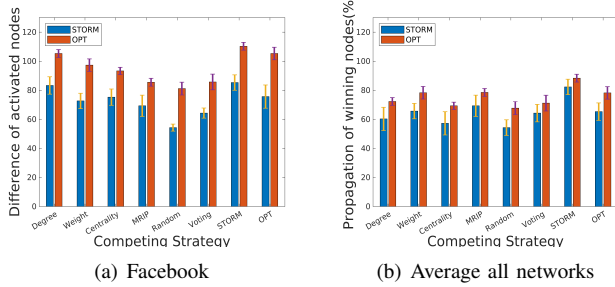 Difference of activated nodes
120
100
80
60
40
20
0
STORM
OPT
Degree
Weight
Centrality
MRIP
Random
Voting
STORM
OPT
Competing Strategy
(a) Facebook
Propagation of winning nodes(%
120
100
80
60
40
20
0
STORM
OPT
Degree
Weight
Centrality
MRIP
Random
Voting
STORM
OPT
Competing Strategy
(b) Average all networks